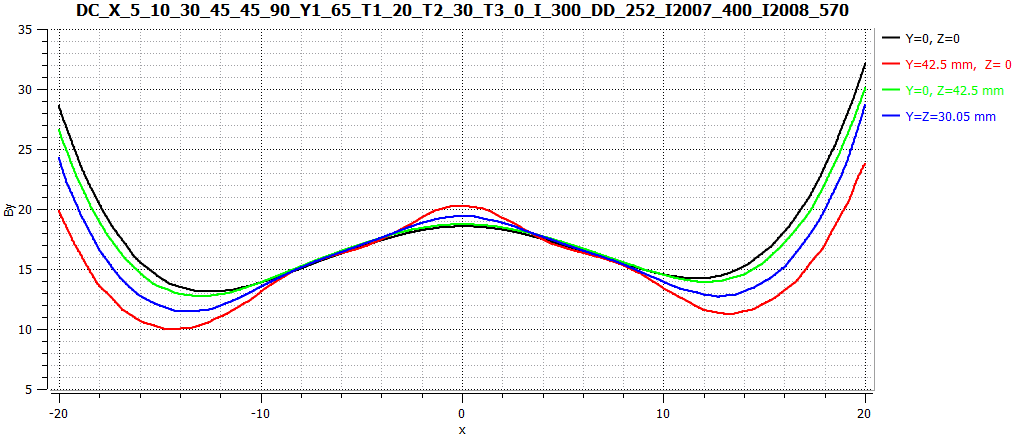 DC_X_5_10_30_45_45_90_Y1_65_T1_20_T2_30_T3_0_I_300_DD_252_I2007_400_I2008_570
35
30
25
20
15
10
5
By
-20
-10
0
10
20
x
Y=0, Z=0
Y=42.5 mm, Z= 0
Y=0, Z=42.5 mm
Y=Z=30.05 mm